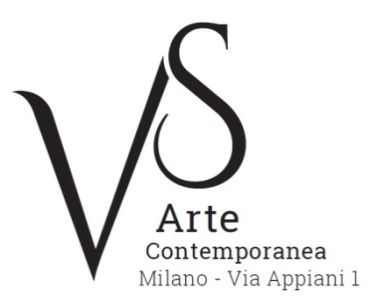 VS
Arte
Contemporanea
Milano - Via Appiani 1